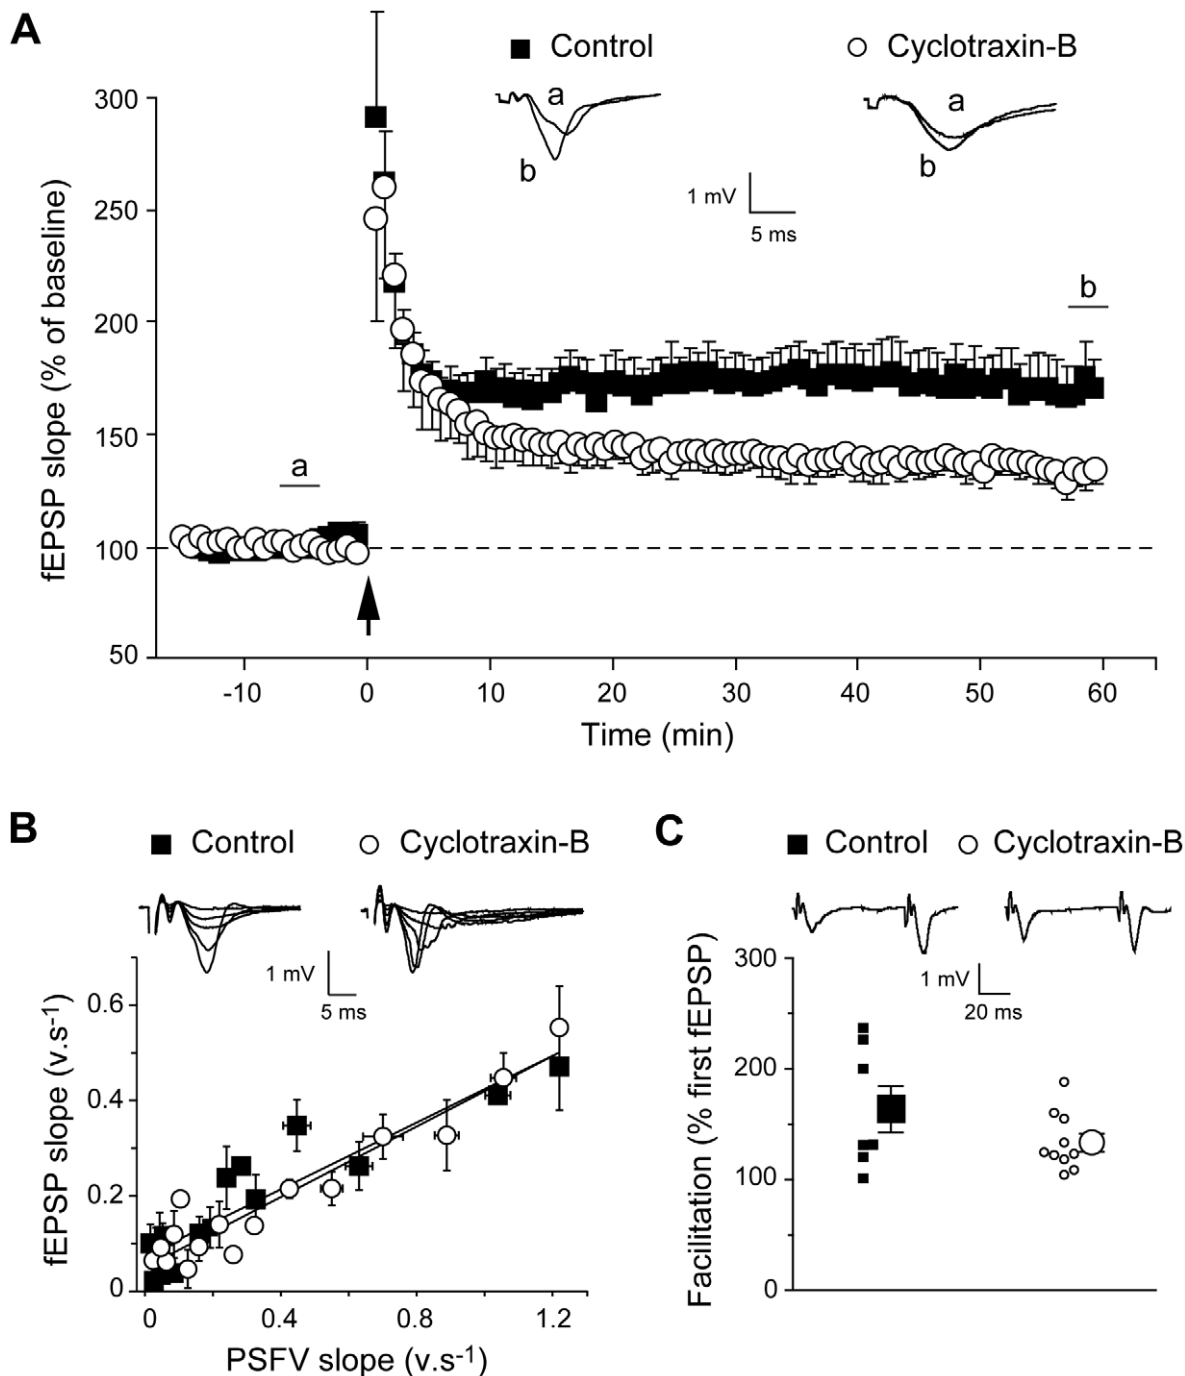 A
Control
Cyclotraxin-B
a
b
a
b
1 mV
5 ms
b
a
300
250
200
150
100
50
fEPSP slope (% of baseline)
-10 0 10 20 30 40 50 60
Time (min)
B
Control
Cyclotraxin-B
1 mV
5 ms
0.6
0.4
0.2
0
fEPSP slope (v.s-1)
0 0.4 0.8 1.2
PSFV slope (v.s-1)
C
Control
Cyclotraxin-B
1 mV
20 ms
300
200
100
0
Facilitation (% first fEPSP)